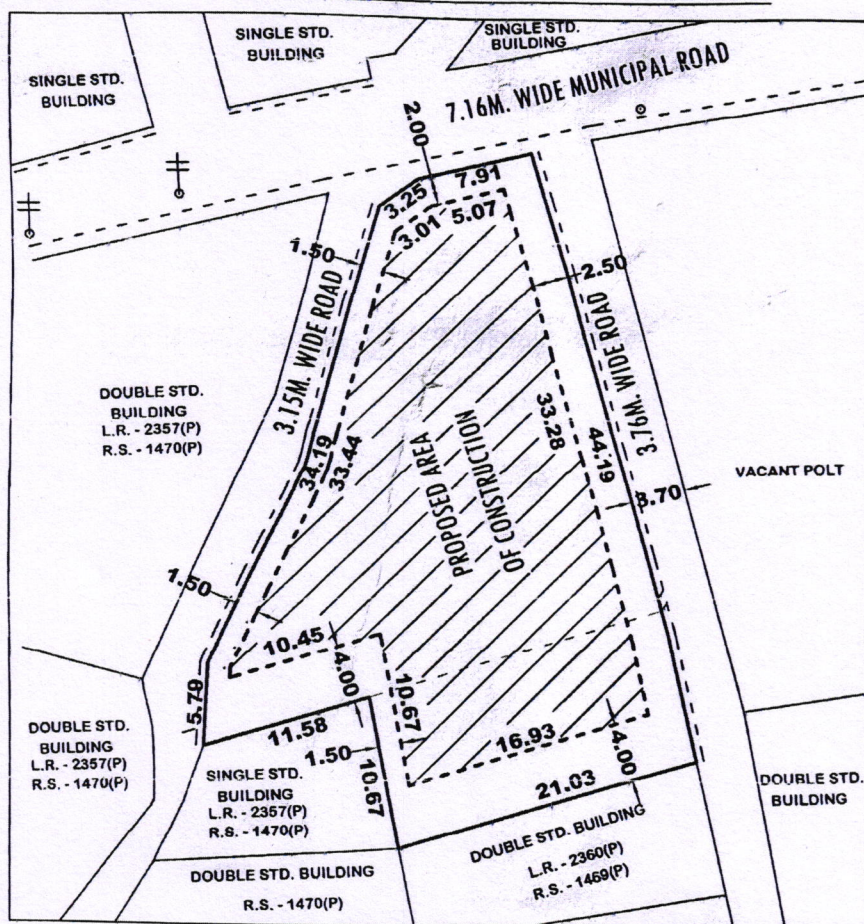 SINGLE STD.
BUILDING
SINGLE STD.
BUILDING
SINGLE STD.
BUILDING
7.16M. WIDE MUNICIPAL ROAD
2.00
7.91
3.25
3.01
5.07
1.50
2.50
3.15M. WIDE ROAD
3.76M. WIDE ROAD
DOUBLE STD.
BUILDING
L.R. - 2357(P)
R.S. - 1470(P)
34.19
33.44
PROPOSED AREA
OF CONSTRUCTION
33.28
44.19
3.70
VACANT POLT
1.50
10.45
4.00
5.79
11.58
10.67
1.50
10.67
16.93
4.00
21.03
DOUBLE STD.
BUILDING
L.R. - 2357(P)
R.S. - 1470(P)
SINGLE STD.
BUILDING
L.R. - 2357(P)
R.S. - 1470(P)
DOUBLE STD. BUILDING
R.S. - 1470(P)
DOUBLE STD. BUILDING
L.R. - 2360(P)
R.S. - 1469(P)
DOUBLE STD.
BUILDING